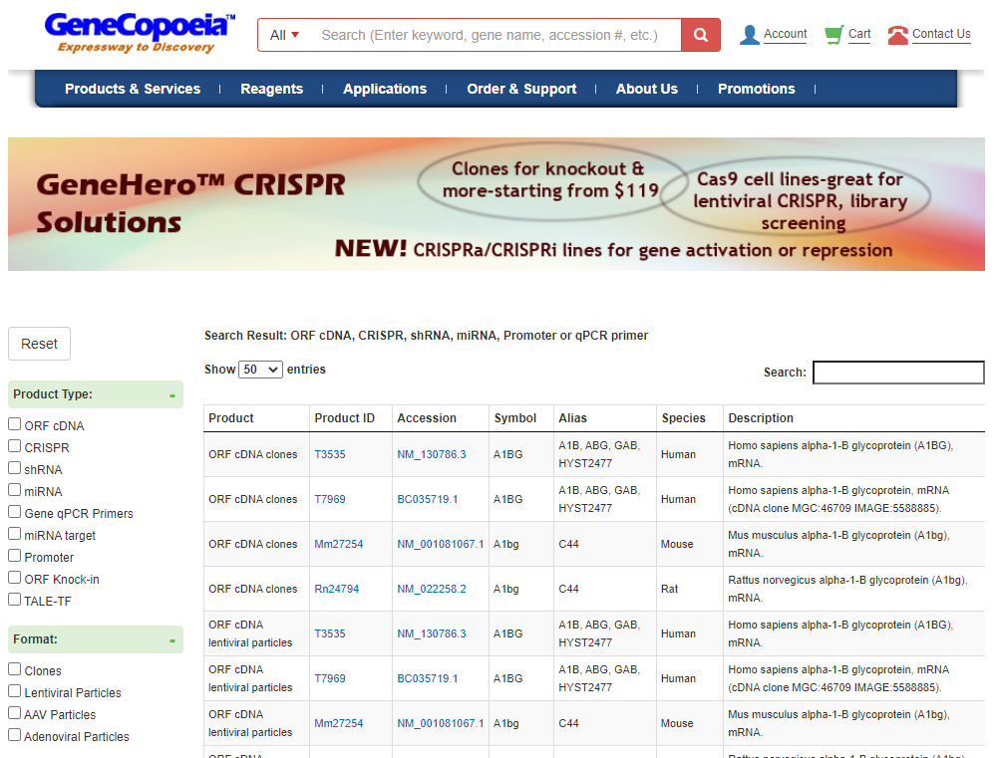 GeneCopoeia™
Expressway to Discovery
All Search (Enter keyword, gene name, accession #, etc.)
Account Cart Contact Us
Products & Services | Reagents | Applications | Order & Support | About Us | Promotions |
GeneHero™ CRISPR
Solutions
Clones for knockout &
more-starting from $119
Cas9 cell lines-great for
lentiviral CRISPR, library
screening
NEW! CRISPRa/CRISPRi lines for gene activation or repression
Reset
Product Type: -
ORF cDNA
CRISPR
shRNA
miRNA
Gene qPCR Primers
miRNA target
Promoter
ORF Knock-in
TALE-TF
Format: -
Clones
Lentiviral Particles
AAV Particles
Adenoviral Particles
Search Result: ORF cDNA, CRISPR, shRNA, miRNA, Promoter or qPCR primer
Show 50 entries
Search:
Product Product ID Accession Symbol Alias Species Description
ORF cDNA clones T3535 NM_130786.3 A1BG A1B, ABG, GAB, HYST2477 Human Homo sapiens alpha-1-B glycoprotein (A1BG), mRNA.
ORF cDNA clones T7969 BC035719.1 A1BG A1B, ABG, GAB, HYST2477 Human Homo sapiens alpha-1-B glycoprotein, mRNA (cDNA clone MGC:46709 IMAGE:5588885).
ORF cDNA clones Mm27254 NM_001081067.1 A1bg C44 Mouse Mus musculus alpha-1-B glycoprotein (A1bg), mRNA.
ORF cDNA clones Rn24794 NM_022258.2 A1bg C44 Rat Rattus norvegicus alpha-1-B glycoprotein (A1bg), mRNA.
ORF cDNA lentiviral particles T3535 NM_130786.3 A1BG A1B, ABG, GAB, HYST2477 Human Homo sapiens alpha-1-B glycoprotein (A1BG), mRNA.
ORF cDNA lentiviral particles T7969 BC035719.1 A1BG A1B, ABG, GAB, HYST2477 Human Homo sapiens alpha-1-B glycoprotein, mRNA (cDNA clone MGC:46709 IMAGE:5588885).
ORF cDNA lentiviral particles Mm27254 NM_001081067.1 A1bg C44 Mouse Mus musculus alpha-1-B glycoprotein (A1bg), mRNA.